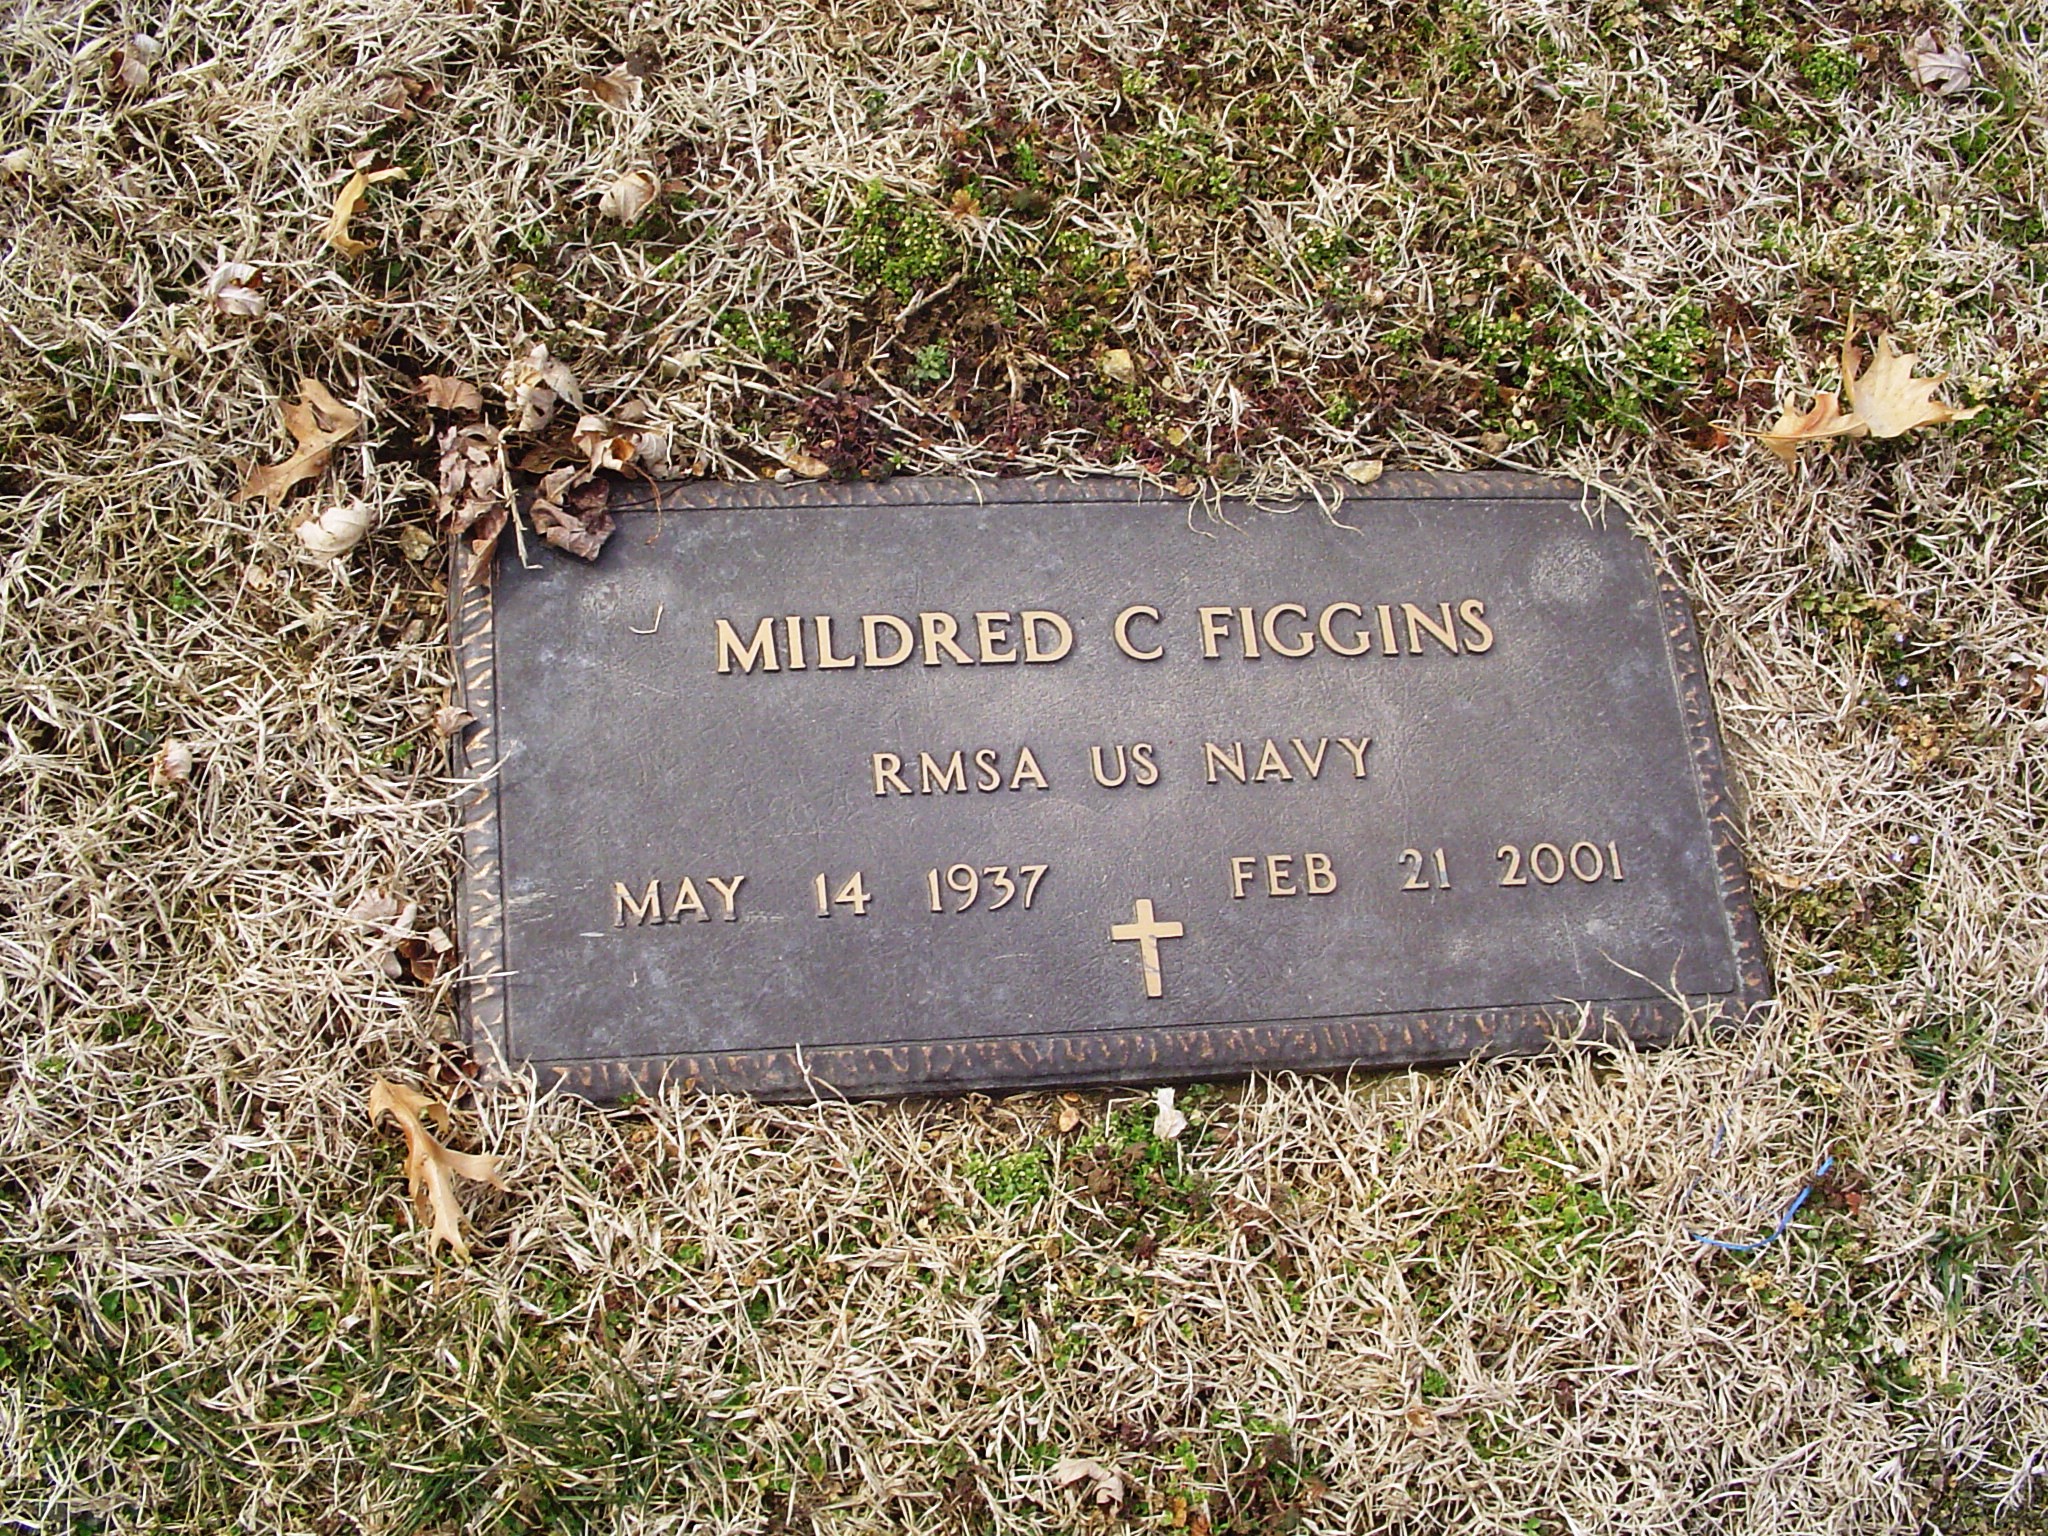 MILDRED C FIGGINS
RMSA US NAVY
MAY 14 1937 FEB 21 2001